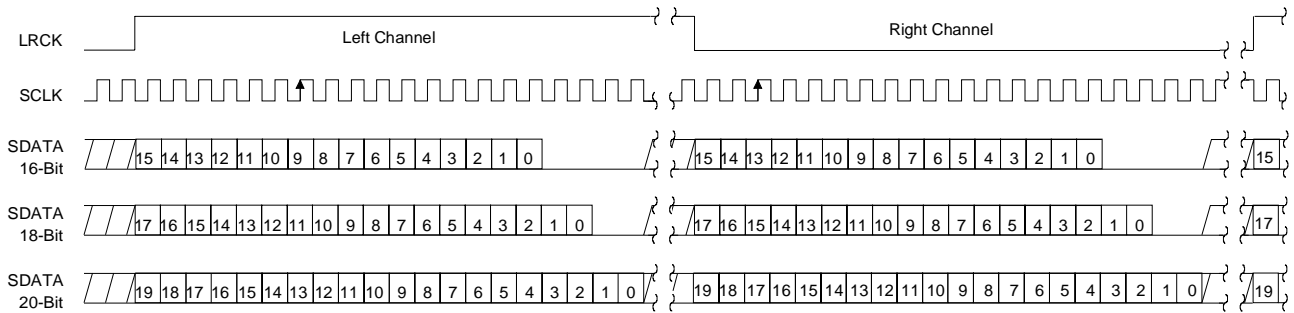 LRCK Left Channel Right Channel
SCLK
SDATA
16-Bit
15 14 13 12 11 10 9 8 7 6 5 4 3 2 1 0 15 14 13 12 11 10 9 8 7 6 5 4 3 2 1 0 15
SDATA
18-Bit
17 16 15 14 13 12 11 10 9 8 7 6 5 4 3 2 1 0 17 16 15 14 13 12 11 10 9 8 7 6 5 4 3 2 1 0 17
SDATA
20-Bit
19 18 17 16 15 14 13 12 11 10 9 8 7 6 5 4 3 2 1 0 19 18 17 16 15 14 13 12 11 10 9 8 7 6 5 4 3 2 1 0 19